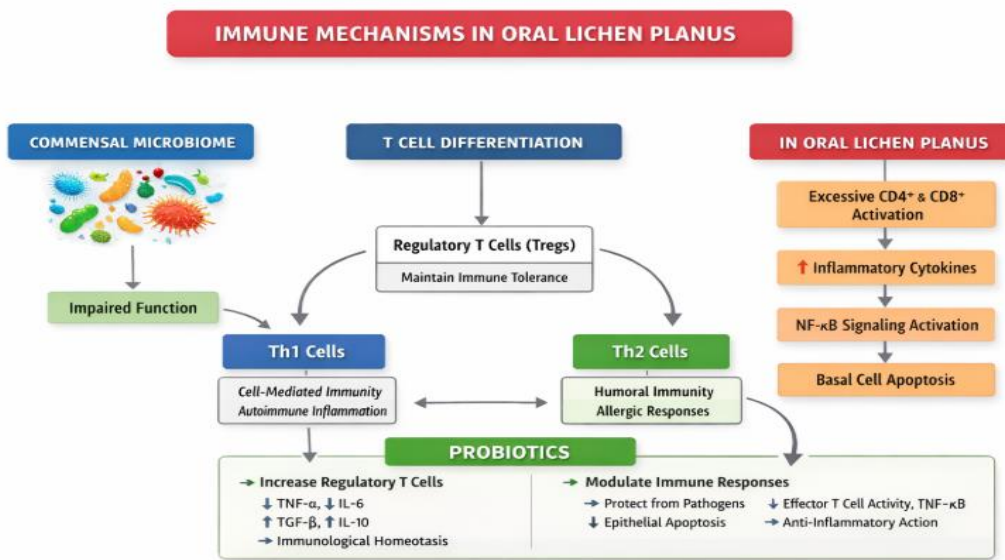 IMMUNE MECHANISMS IN ORAL LICHEN PLANUS
COMMENSAL MICROBIOME
Impaired Function
T CELL DIFFERENTIATION
Regulatory T Cells (Tregs)
Maintain Immune Tolerance
Th1 Cells
Cell-Mediated Immunity
Autoimmune Inflammation
Th2 Cells
Humoral Immunity
Allergic Responses
IN ORAL LICHEN PLANUS
Excessive CD4⁺ & CD8⁺
Activation
↑ Inflammatory Cytokines
NF-κB Signaling Activation
Basal Cell Apoptosis
PROBIOTICS
→ Increase Regulatory T Cells
↓ TNF-α, ↓ IL-6
↑ TGF-β, ↑ IL-10
→ Immunological Homeotasis
→ Modulate Immune Responses
→ Protect from Pathogens
↓ Epithelial Apoptosis
↓ Effector T Cell Activity, TNF-κB
→ Anti-Inflammatory Action